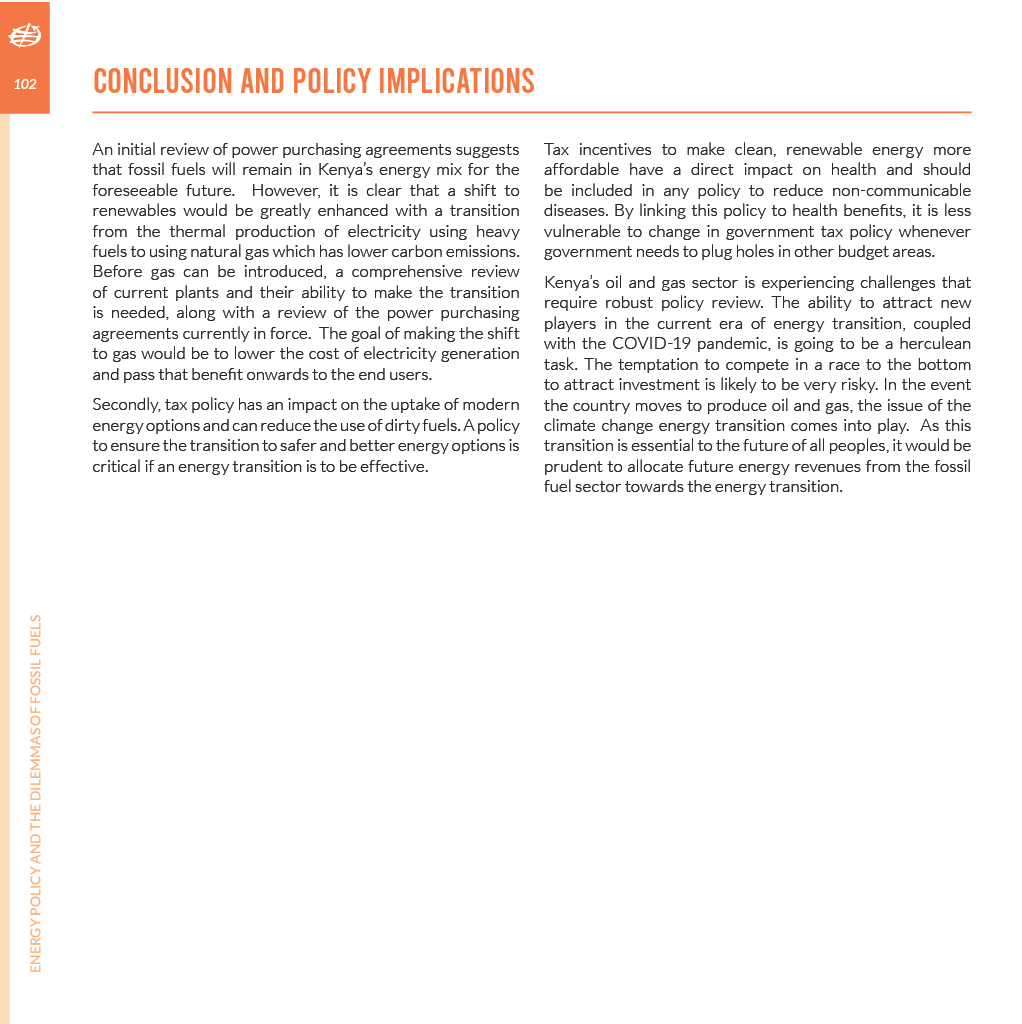 102
CONCLUSION AND POLICY IMPLICATIONS
An initial review of power purchasing agreements suggests
that fossil fuels will remain in Kenya’s energy mix for the
foreseeable future.  However, it is clear that a shift to
renewables would be greatly enhanced with a transition
from the thermal production of electricity using heavy
fuels to using natural gas which has lower carbon emissions.
Before gas can be introduced, a comprehensive review
of current plants and their ability to make the transition
is needed, along with a review of the power purchasing
agreements currently in force.  The goal of making the shift
to gas would be to lower the cost of electricity generation
and pass that benefit onwards to the end users.
Secondly, tax policy has an impact on the uptake of modern
energy options and can reduce the use of dirty fuels. A policy
to ensure the transition to safer and better energy options is
critical if an energy transition is to be effective.
Tax incentives to make clean, renewable energy more
affordable have a direct impact on health and should
be included in any policy to reduce non-communicable
diseases. By linking this policy to health benefits, it is less
vulnerable to change in government tax policy whenever
government needs to plug holes in other budget areas.
Kenya’s oil and gas sector is experiencing challenges that
require robust policy review. The ability to attract new
players in the current era of energy transition, coupled
with the COVID-19 pandemic, is going to be a herculean
task. The temptation to compete in a race to the bottom
to attract investment is likely to be very risky. In the event
the country moves to produce oil and gas, the issue of the
climate change energy transition comes into play.  As this
transition is essential to the future of all peoples, it would be
prudent to allocate future energy revenues from the fossil
fuel sector towards the energy transition.
ENERGY POLICY AND THE DILEMMAS OF FOSSIL FUELS